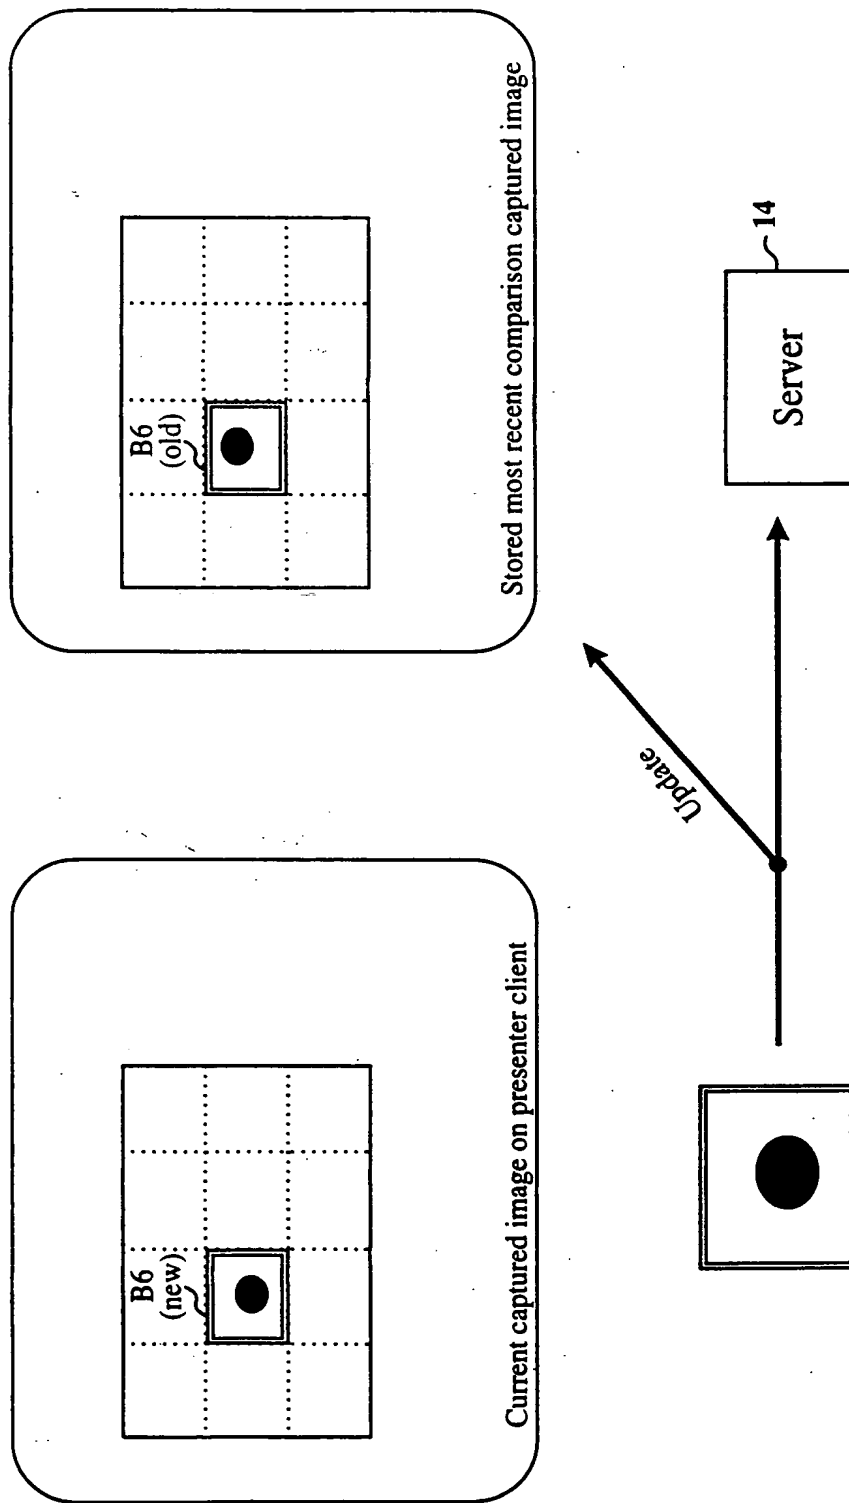 B6
(new)
Current captured image on presenter client
B6
(old)
Stored most recent comparison captured image
Update
Server
14